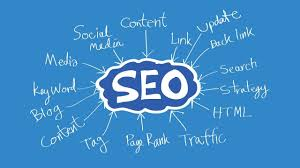 Social
media
Content
Link
Update
Back link
Media
Search
KeyWord
SEO
Strategy
Blog
HTML
Content
Tag
Page Rank
Traffic